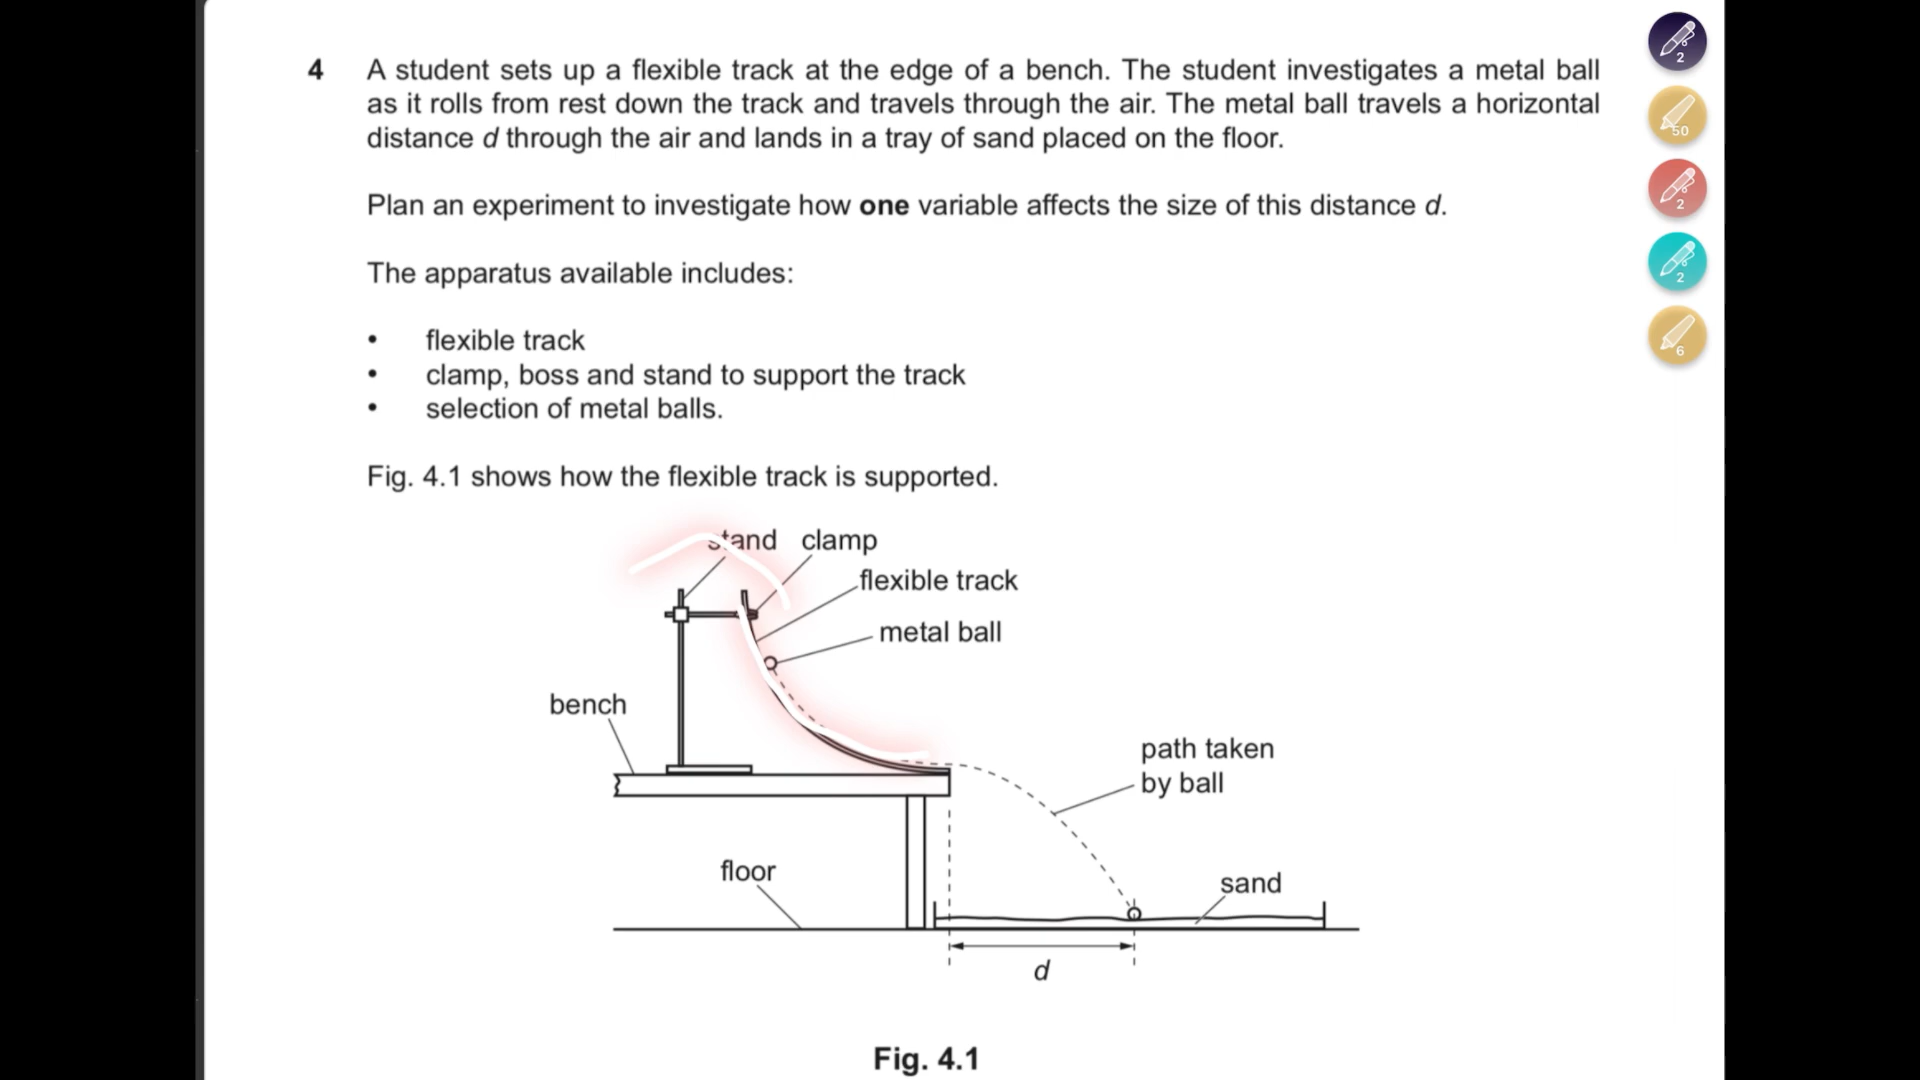 4 A student sets up a flexible track at the edge of a bench. The student investigates a metal ball
as it rolls from rest down the track and travels through the air. The metal ball travels a horizontal
distance d through the air and lands in a tray of sand placed on the floor.
Plan an experiment to investigate how one variable affects the size of this distance d.
The apparatus available includes:
• flexible track
• clamp, boss and stand to support the track
• selection of metal balls.
Fig. 4.1 shows how the flexible track is supported.
stand clamp
flexible track
metal ball
bench
path taken
by ball
floor
sand
d
Fig. 4.1
2
50
2
2
6